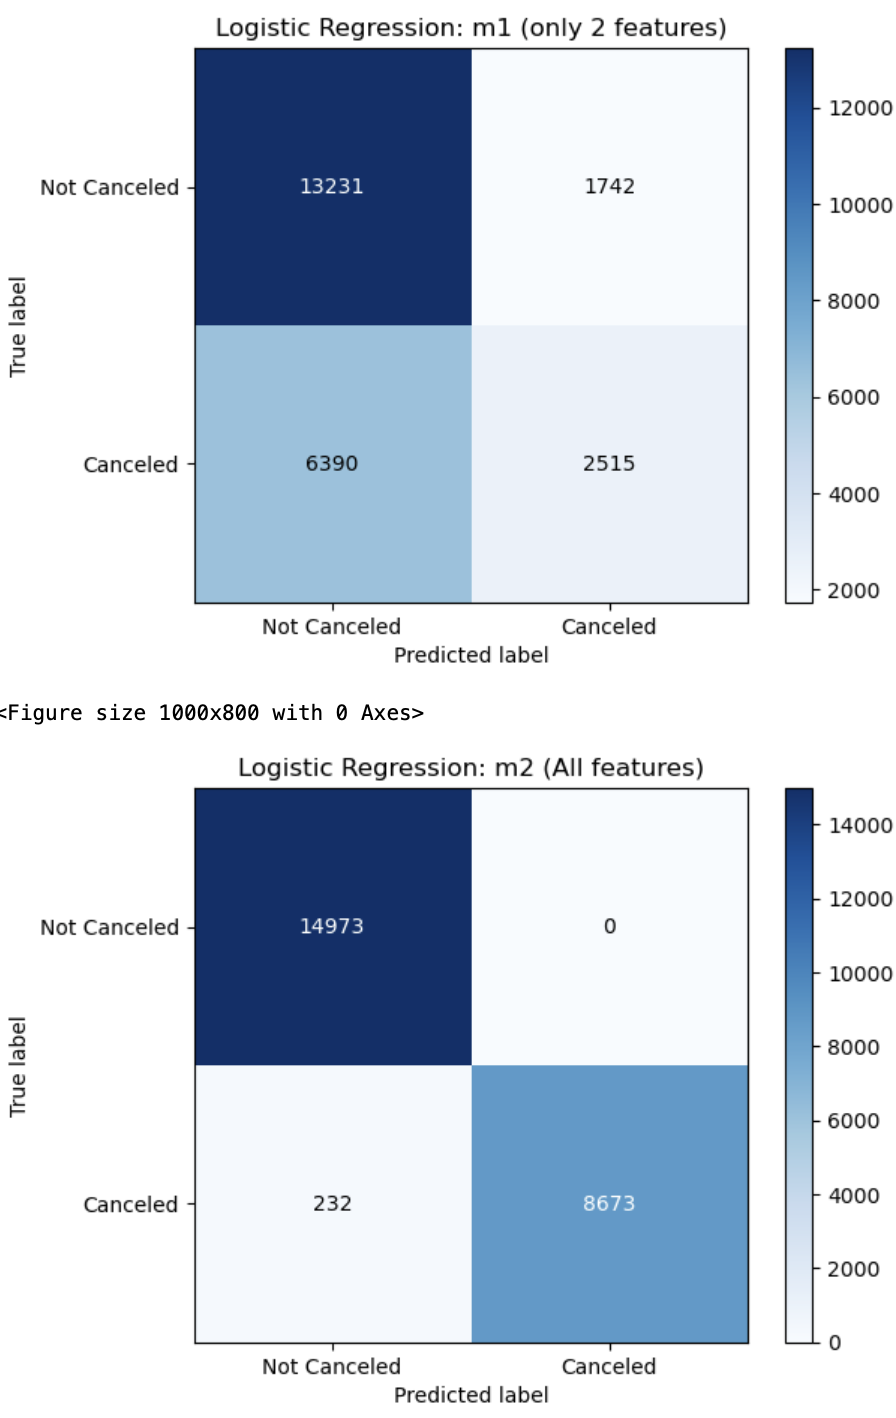 Logistic Regression: m1 (only 2 features)
12000
Not Canceled
13231
1742
10000
8000
True label
6000
Canceled
6390
2515
4000
2000
Not Canceled
Canceled
Predicted label
<Figure size 1000x800 with 0 Axes>
Logistic Regression: m2 (All features)
14000
12000
Not Canceled
14973
0
10000
8000
True label
6000
Canceled
232
8673
4000
2000
0
Not Canceled
Canceled
Predicted label